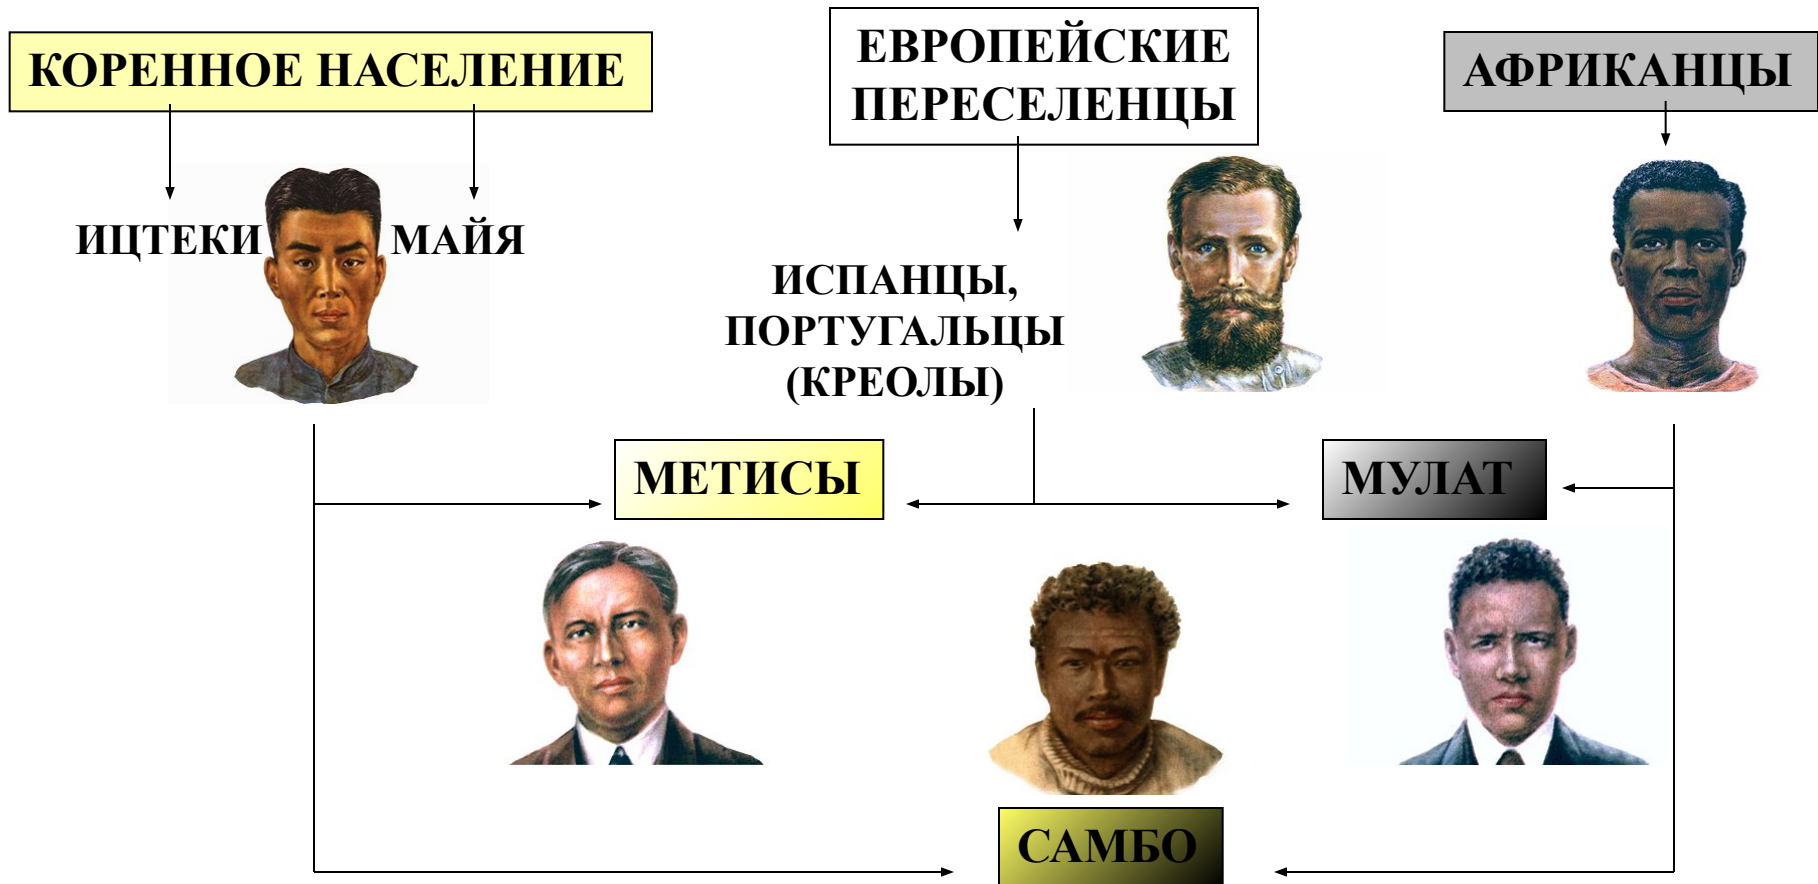 КОРЕННОЕ НАСЕЛЕНИЕ
ЕВРОПЕЙСКИЕ
ПЕРЕСЕЛЕНЦЫ
АФРИКАНЦЫ
ИЦТЕКИ
МАЙЯ
ИСПАНЦЫ,
ПОРТУГАЛЬЦЫ
(КРЕОЛЫ)
МЕТИСЫ
МУЛАТ
САМБО